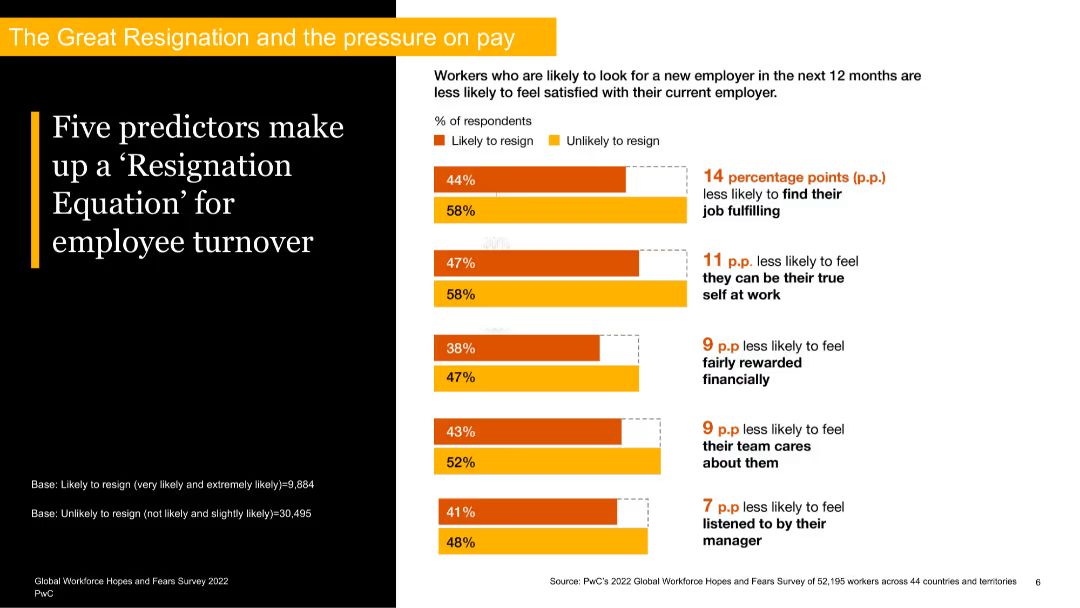 The Great Resignation and the pressure on pay
Five predictors make
up a ‘Resignation
Equation’ for
employee turnover
Base: Likely to resign (very likely and extremely likely)=9,884
Base: Unlikely to resign (not likely and slightly likely)=30,495
Global Workforce Hopes and Fears Survey 2022
PwC
Workers who are likely to look for a new employer in the next 12 months are
less likely to feel satisfied with their current employer.
% of respondents
Likely to resign
Unlikely to resign
44%
58%
14 percentage points (p.p.)
less likely to find their
job fulfilling
47%
58%
11 p.p. less likely to feel
they can be their true
self at work
38%
47%
9 p.p less likely to feel
fairly rewarded
financially
43%
52%
9 p.p less likely to feel
their team cares
about them
41%
48%
7 p.p less likely to feel
listened to by their
manager
Source: PwC’s 2022 Global Workforce Hopes and Fears Survey of 52,195 workers across 44 countries and territories
6